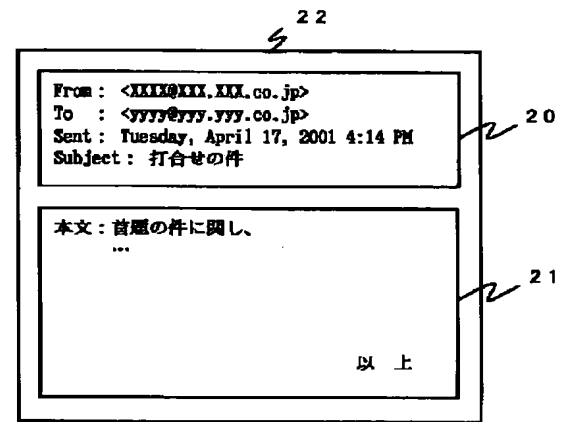 22
From : <XXXX@XXX.XXX.co.jp>
To : <yyyy@yyy.yyy.co.jp>
Sent : Tuesday, April 17, 2001 4:14 PM
Subject : 打合せの件
20
本文：首題の件に関し、
…
21
以 上